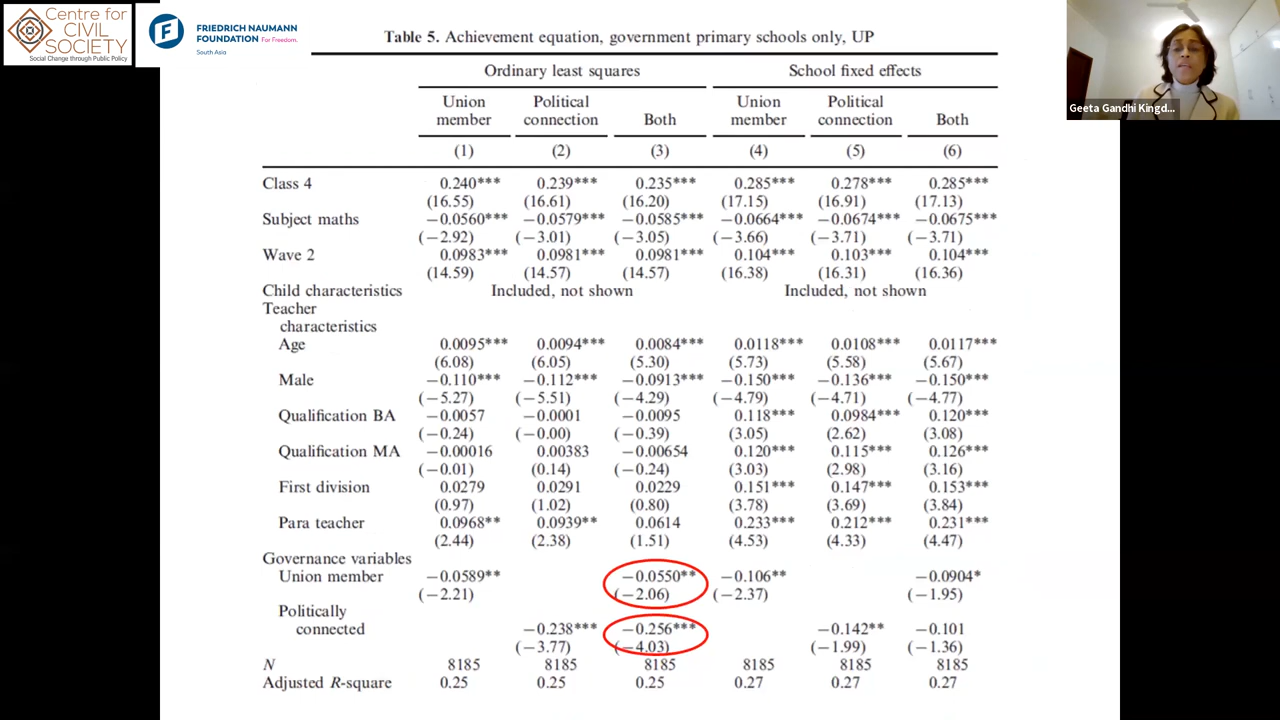 Centre for
CIVIL
SOCIETY
Social Change through Public Policy
FRIEDRICH NAUMANN
FOUNDATION For Freedom.
South Asia
Geeta Gandhi Kingd...
Table 5. Achievement equation, government primary schools only, UP
Ordinary least squares School fixed effects
Union member Political connection Both Union member Political connection Both
(1) (2) (3) (4) (5) (6)
Class 4 0.240*** 0.239*** 0.235*** 0.285*** 0.278*** 0.285***
(16.55) (16.61) (16.20) (17.15) (16.91) (17.13)
Subject maths −0.0560*** −0.0579*** −0.0585*** −0.0664*** −0.0674*** −0.0675***
(−2.92) (−3.01) (−3.05) (−3.66) (−3.71) (−3.71)
Wave 2 0.0983*** 0.0981*** 0.0981*** 0.104*** 0.103*** 0.104***
(14.59) (14.57) (14.57) (16.38) (16.31) (16.36)
Child characteristics Included, not shown Included, not shown
Teacher
characteristics
Age 0.0095*** 0.0094*** 0.0084*** 0.0118*** 0.0108*** 0.0117***
(6.08) (6.05) (5.30) (5.73) (5.58) (5.67)
Male −0.110*** −0.112*** −0.0913*** −0.150*** −0.136*** −0.150***
(−5.27) (−5.51) (−4.29) (−4.79) (−4.71) (−4.77)
Qualification BA −0.0057 −0.0001 −0.0095 0.118*** 0.0984*** 0.120***
(−0.24) (−0.00) (−0.39) (3.05) (2.62) (3.08)
Qualification MA −0.00016 0.00383 −0.00654 0.120*** 0.115*** 0.126***
(−0.01) (0.14) (−0.24) (3.03) (2.98) (3.16)
First division 0.0279 0.0291 0.0229 0.151*** 0.147*** 0.153***
(0.97) (1.02) (0.80) (3.78) (3.69) (3.84)
Para teacher 0.0968** 0.0939** 0.0614 0.233*** 0.212*** 0.231***
(2.44) (2.38) (1.51) (4.53) (4.33) (4.47)
Governance variables
Union member −0.0589** −0.0550** −0.106** −0.0904*
(−2.21) (−2.06) (−2.37) (−1.95)
Politically
connected −0.238*** −0.256*** −0.142** −0.101
(−3.77) (−4.03) (−1.99) (−1.36)
N 8185 8185 8185 8185 8185 8185
Adjusted R-square 0.25 0.25 0.25 0.27 0.27 0.27